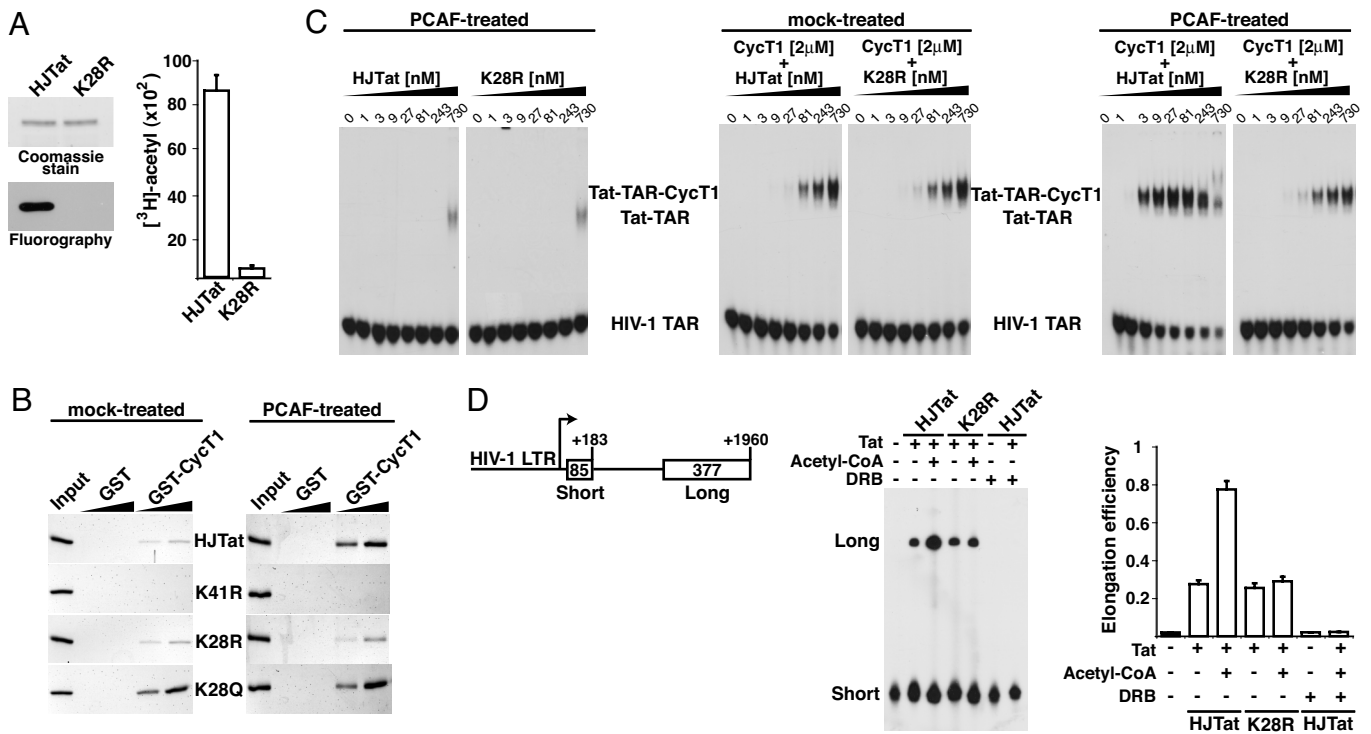 A
HJTat K28R
Coomassie
stain
Fluorography
[³H]-acetyl (x10²)
100
80
60
40
20
HJTat
K28R
C
PCAF-treated
HJTat [nM] K28R [nM]
0 1 3 9 27 81 243 730 0 1 3 9 27 81 243 730
mock-treated
CycT1 [2µM]
+
HJTat [nM]
CycT1 [2µM]
+
K28R [nM]
0 1 3 9 27 81 243 730 0 1 3 9 27 81 243 730
PCAF-treated
CycT1 [2µM]
+
HJTat [nM]
CycT1 [2µM]
+
K28R [nM]
0 1 3 9 27 81 243 730 0 1 3 9 27 81 243 730
Tat-TAR-CycT1
Tat-TAR
HIV-1 TAR
Tat-TAR-CycT1
Tat-TAR
HIV-1 TAR
B
mock-treated PCAF-treated
Input GST GST-CycT1 Input GST GST-CycT1
HJTat
K41R
K28R
K28Q
D
HIV-1 LTR
+183 +1960
85 377
Short Long
HJTat K28R HJTat
Tat - + + + + - +
Acetyl-CoA - - + - + - +
DRB - - - - - + +
Long
Short
Elongation efficiency
1
0.8
0.6
0.4
0.2
Tat - + + + + - +
Acetyl-CoA - - + - + - +
DRB - - - - - + +
HJTat K28R HJTat